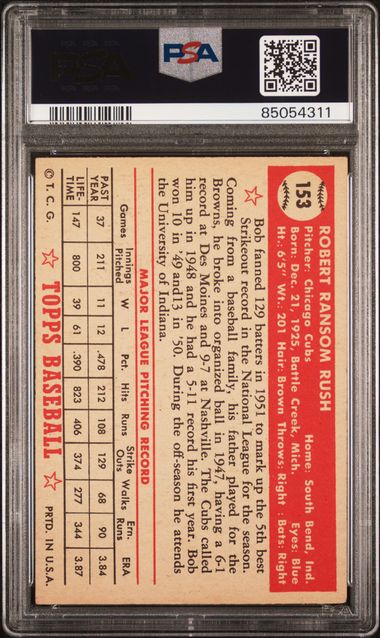 PSA
85054311
153
ROBERT RANSOM RUSH
Pitcher: Chicago Cubs Home: South Bend, Ind.
Born: Dec. 21, 1925, Battle Creek, Mich. Eyes: Blue
Ht.: 6'5" Wt.: 201 Hair: Brown Throws: Right Bats: Right
Bob fanned 129 batters in 1951 to mark up the 5th best
Strikeout record in the National League for the season.
Coming from a baseball family, his father played for the
Browns, he broke into organized ball in 1947, having a 6-1
record at Des Moines and 9-7 at Nashville. The Cubs called
him up in 1948 and he had a 5-11 record his first year. Bob
won 10 in '49 and 13 in '50. During the off-season he attends
the University of Indiana.
MAJOR LEAGUE PITCHING RECORD
Games Innings Pitched W L Pct. Hits Runs Strike Outs Walks Ern. Runs ERA
PAST YEAR 37 211 11 12 .478 212 108 129 68 90 3.84
LIFE-TIME 147 800 39 61 .390 823 406 374 277 344 3.87
© T. C. G. TOPPS BASEBALL PRTD. IN U.S.A.